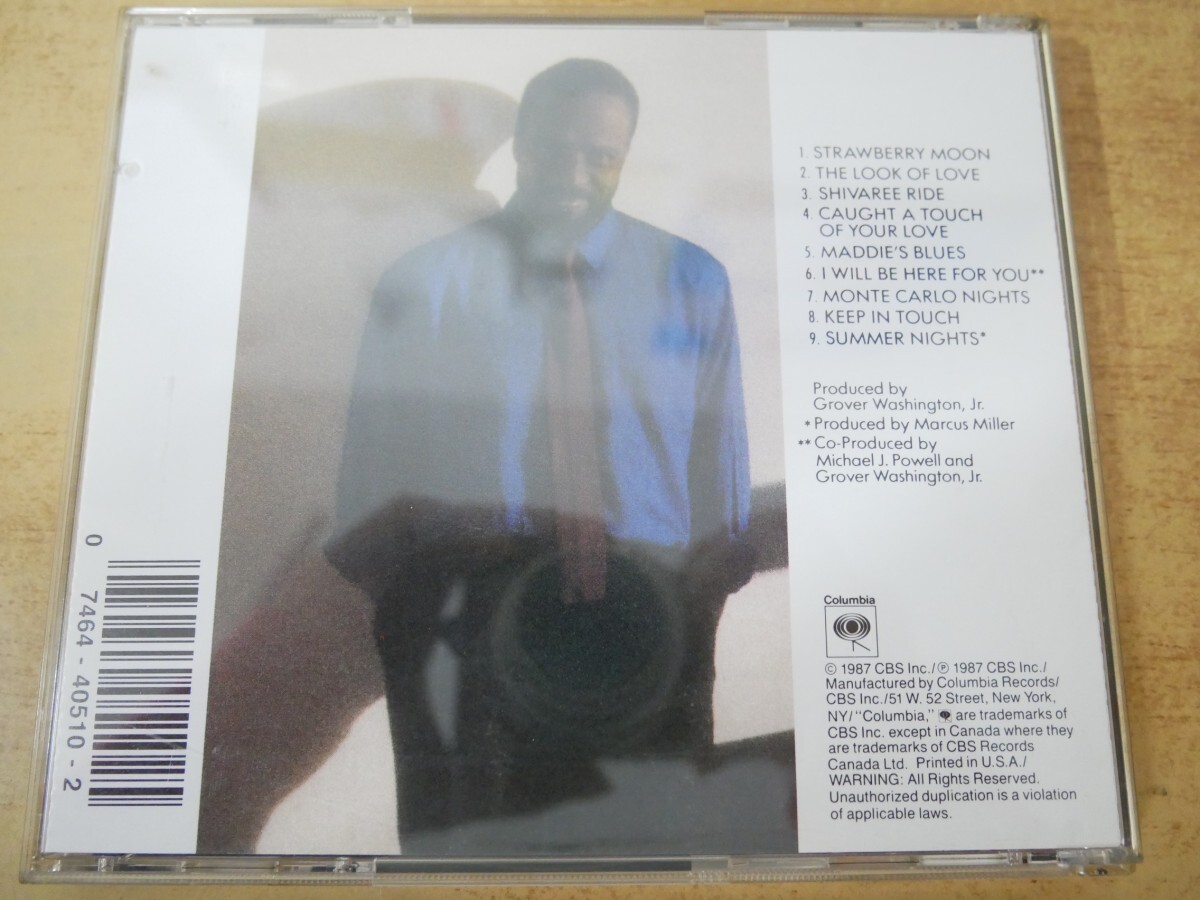 1. STRAWBERRY MOON
2. THE LOOK OF LOVE
3. SHIVAREE RIDE
4. CAUGHT A TOUCH
OF YOUR LOVE
5. MADDIE'S BLUES
6. I WILL BE HERE FOR YOU**
7. MONTE CARLO NIGHTS
8. KEEP IN TOUCH
9. SUMMER NIGHTS*
Produced by
Grover Washington, Jr.
* Produced by Marcus Miller
** Co-Produced by
Michael J. Powell and
Grover Washington, Jr.
0 7464-40510-2
Columbia
© 1987 CBS Inc./℗ 1987 CBS Inc./
Manufactured by Columbia Records/
CBS Inc./51 W. 52 Street, New York,
NY/"Columbia," are trademarks of
CBS Inc. except in Canada where they
are trademarks of CBS Records
Canada Ltd. Printed in U.S.A./
WARNING: All Rights Reserved.
Unauthorized duplication is a violation
of applicable laws.